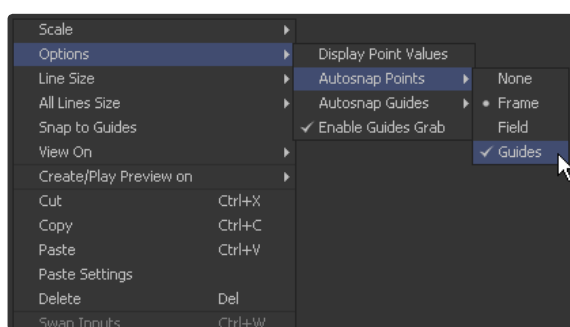 Scale
Options
Line Size
All Lines Size
Snap to Guides
View On
Create/Play Preview on
Cut Ctrl+X
Copy Ctrl+C
Paste Ctrl+V
Paste Settings
Delete Del
Swap Inputs Ctrl+W
Display Point Values
Autosnap Points
Autosnap Guides
Enable Guides Grab
None
Frame
Field
Guides